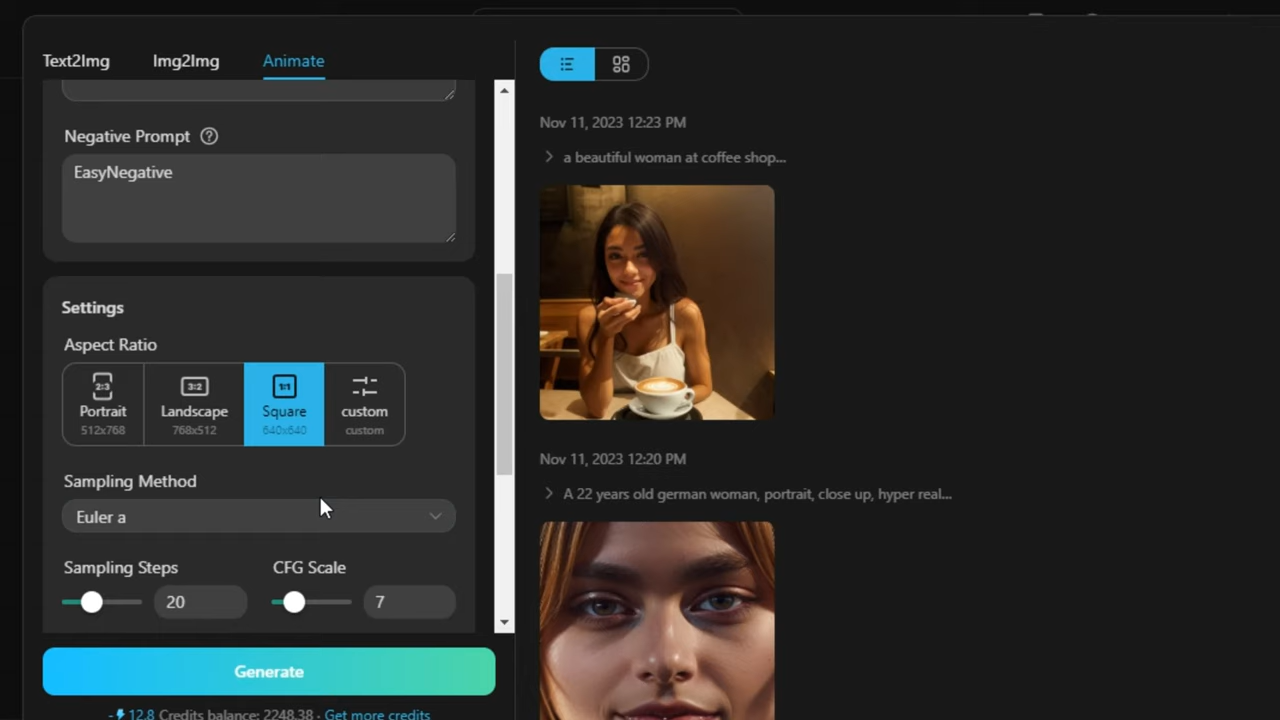 Text2Img Img2Img Animate
Negative Prompt ?
EasyNegative
Settings
Aspect Ratio
2:3 3:2 1:1
Portrait Landscape Square custom
512x768 768x512 640x640 custom
Sampling Method
Euler a
Sampling Steps CFG Scale
20 7
Generate
- 12.8 Credits balance: 2248.38 · Get more credits
Nov 11, 2023 12:23 PM
a beautiful woman at coffee shop...
Nov 11, 2023 12:20 PM
A 22 years old german woman, portrait, close up, hyper real...